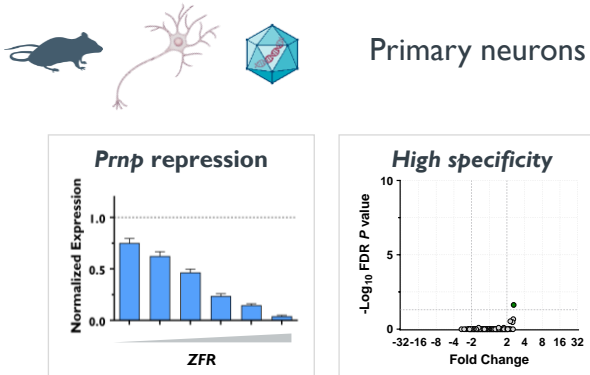 Primary neurons
Prnp repression
Normalized Expression
1.0
0.5
0.0
ZFR
High specificity
-Log10 FDR P value
10
5
0
-32 -16 -8 -4 -2 2 4 8 16 32
Fold Change